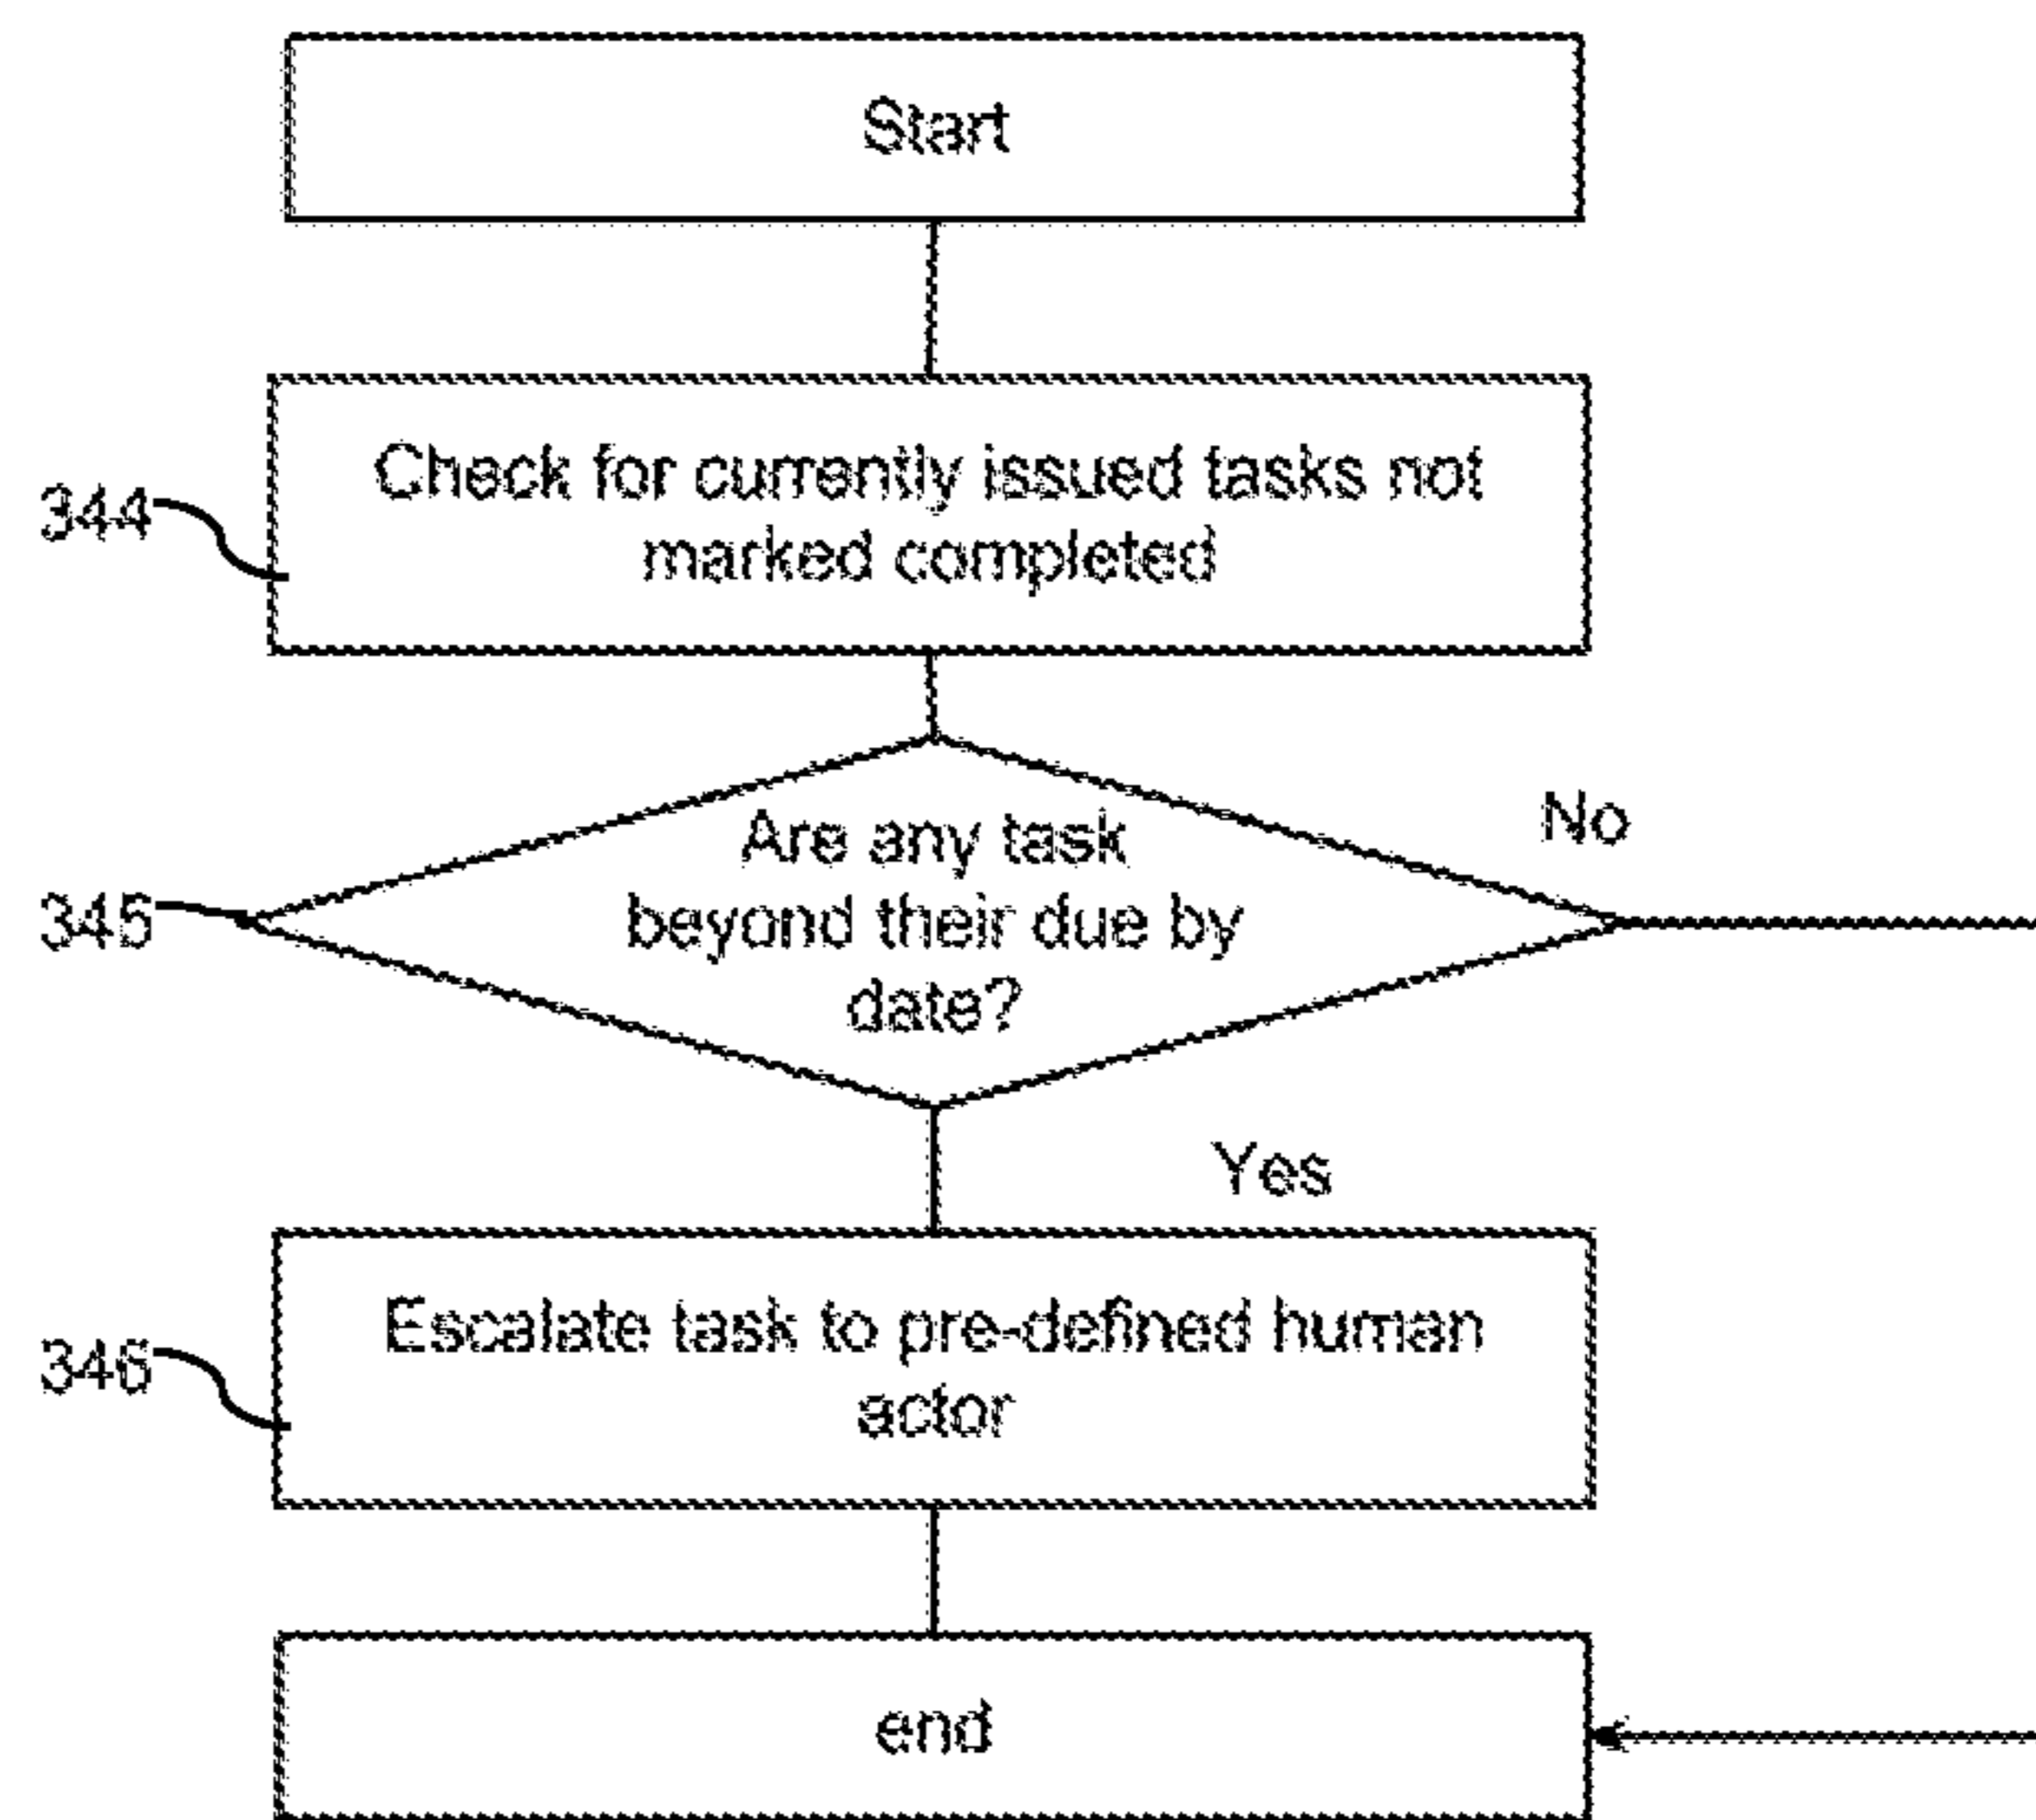 Start
344
Check for currently issued tasks not
marked completed
No
345
Are any task
beyond their due by
date?
Yes
346
Escalate task to pre-defined human
actor
end